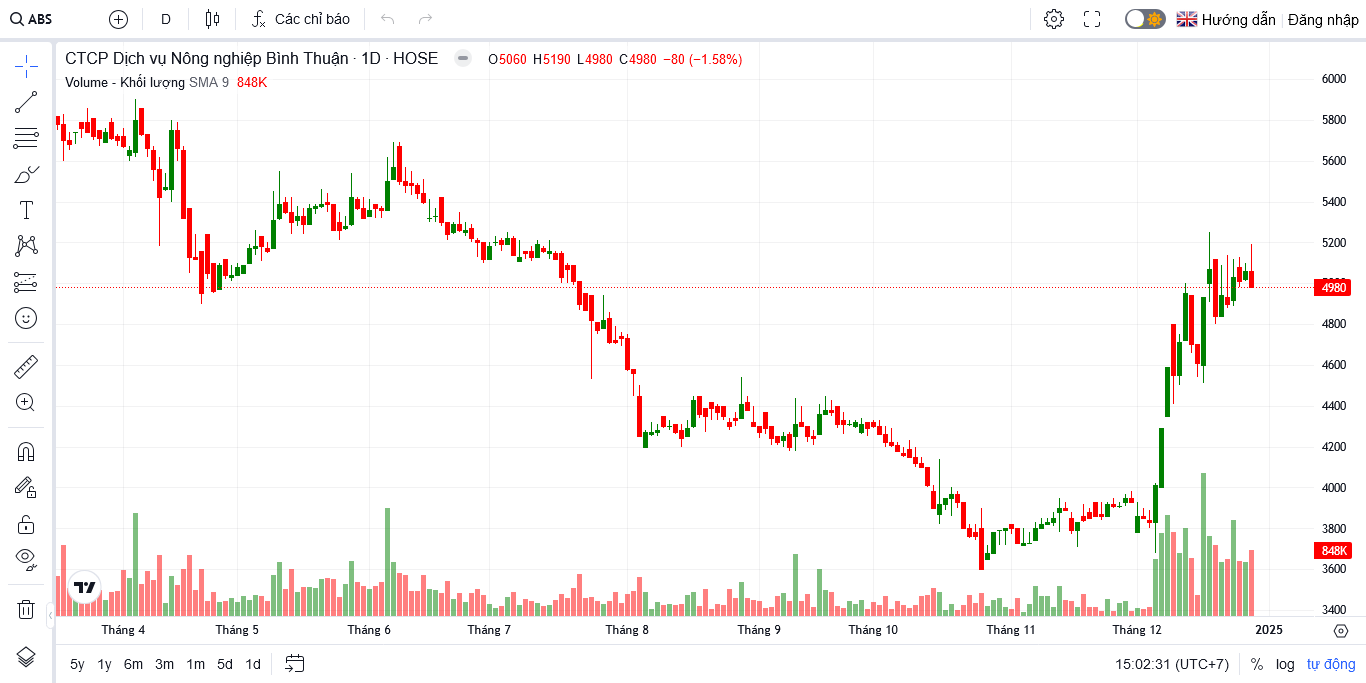 ABS D Các chỉ báo Hướng dẫn Đăng nhập
CTCP Dịch vụ Nông nghiệp Bình Thuận · 1D · HOSE O5060 H5190 L4980 C4980 −80 (−1.58%)
Volume - Khối lượng SMA 9 848K
6000
5800
5600
5400
5200
4980
4800
4600
4400
4200
4000
3800
848K
3600
3400
Tháng 4 Tháng 5 Tháng 6 Tháng 7 Tháng 8 Tháng 9 Tháng 10 Tháng 11 Tháng 12 2025
5y 1y 6m 3m 1m 5d 1d 15:02:31 (UTC+7) % log tự động